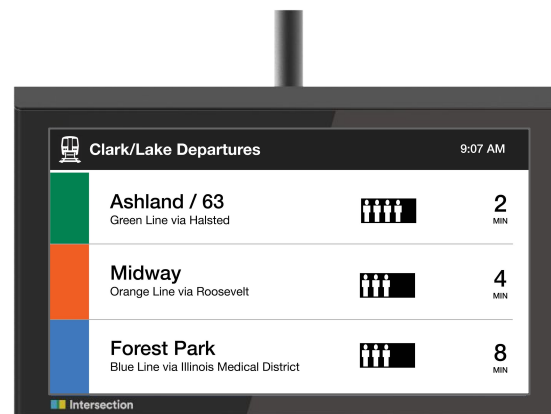 Clark/Lake Departures 9:07 AM
Ashland / 63
Green Line via Halsted
2
MIN
Midway
Orange Line via Roosevelt
4
MIN
Forest Park
Blue Line via Illinois Medical District
8
MIN
Intersection